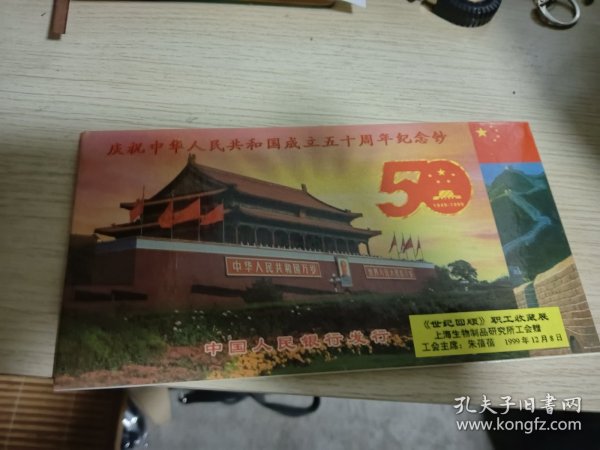 庆祝中华人民共和国成立五十周年纪念钞
50
1949-1999
中华人民共和国万岁
世界人民大团结万岁
中国人民银行发行
《世纪回顾》职工收藏展
上海生物制品研究所工会赠
工会主席：朱蓓蓓 1999年12月8日
孔夫子旧书网
www.kongfz.com